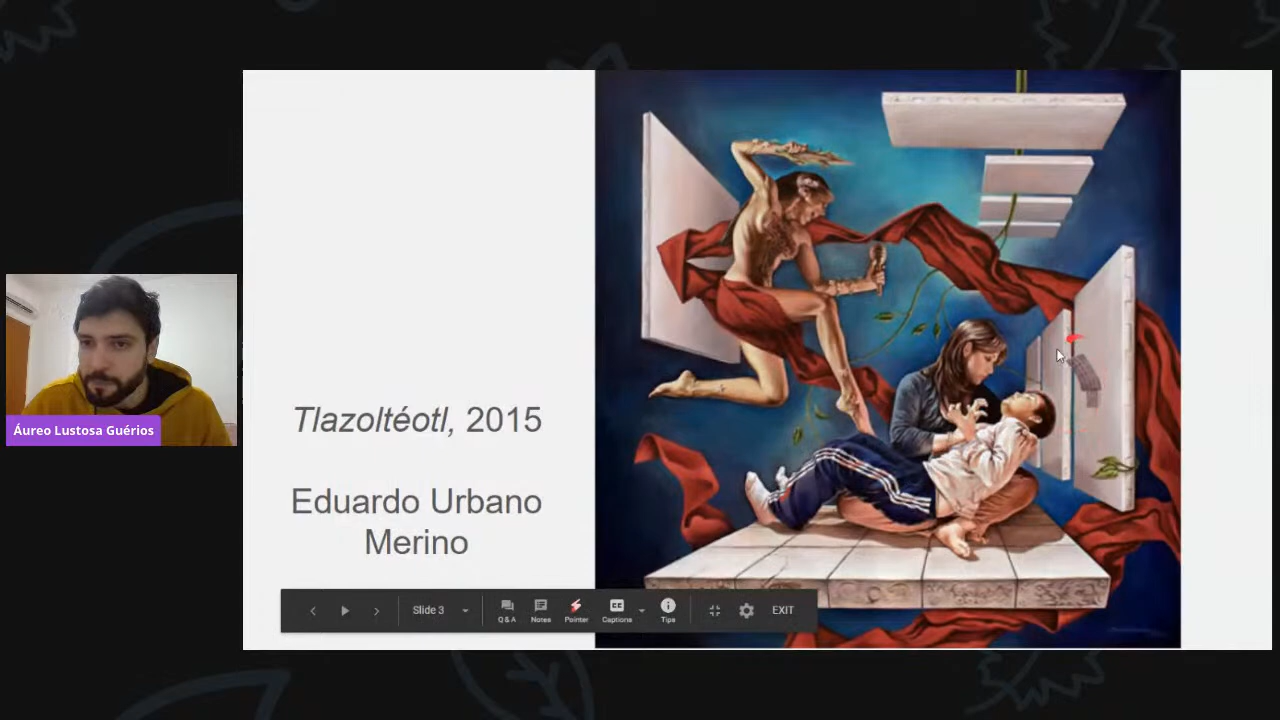 Tlazoltéotl, 2015
Eduardo Urbano
Merino
Áureo Lustosa Guérios
Slide 3
Q & A
Notes
Pointer
Captions
Tips
EXIT